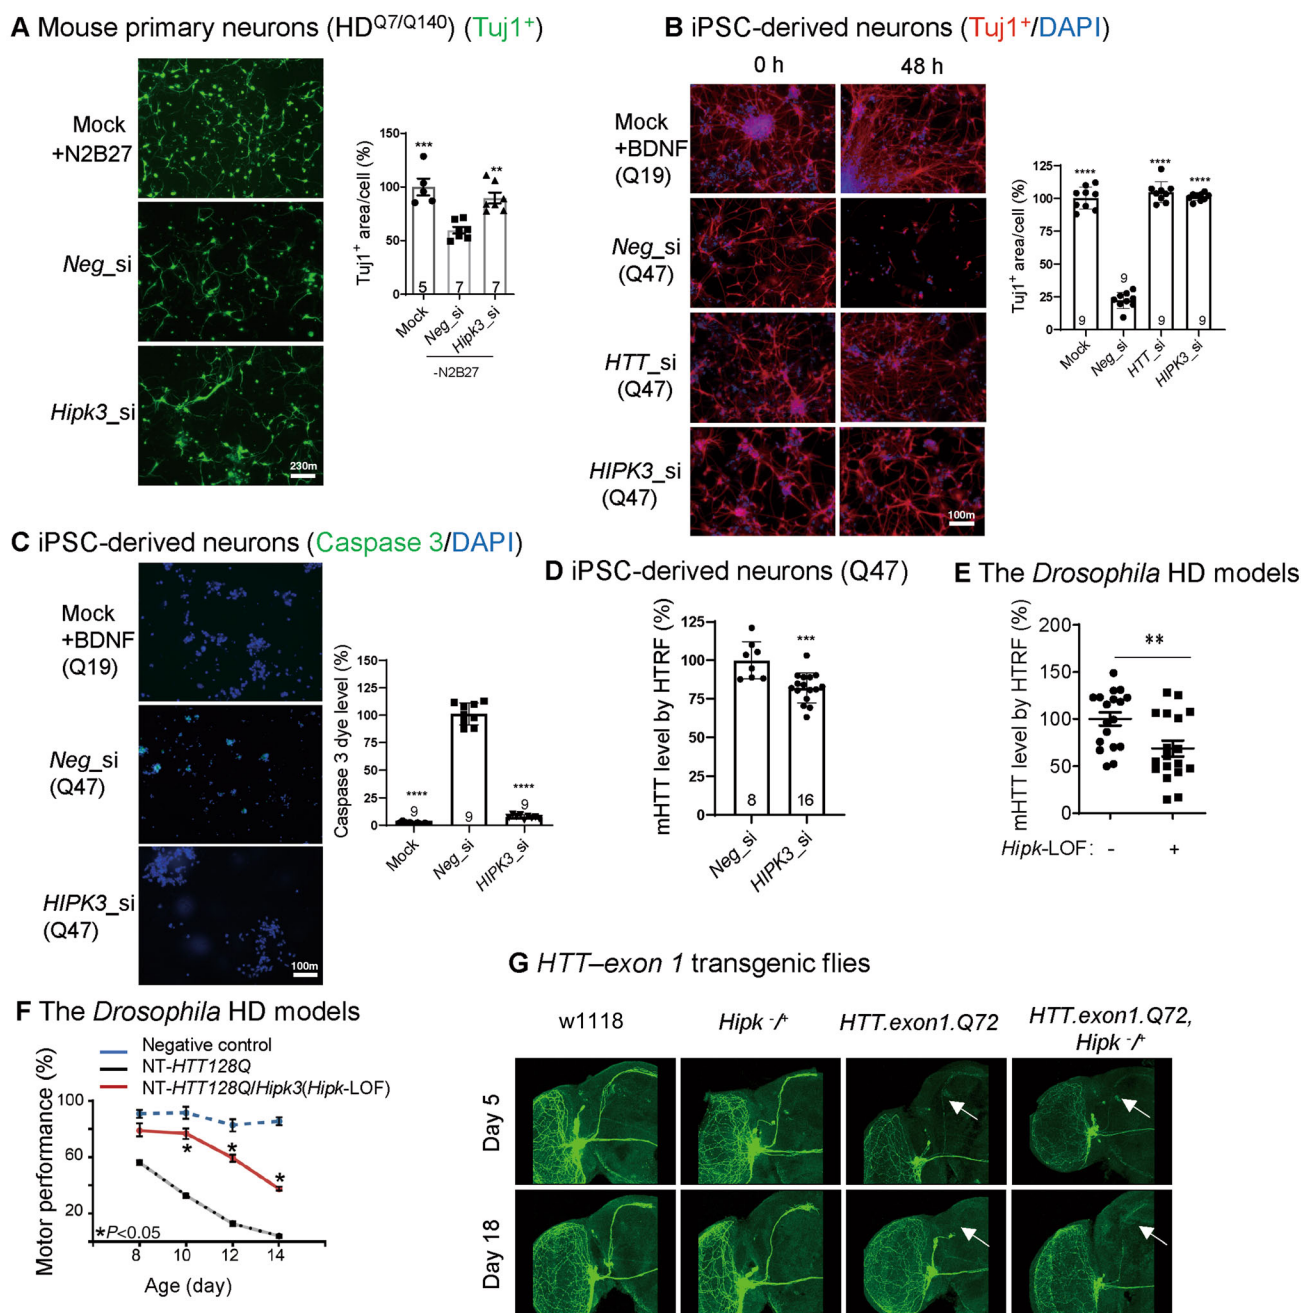 A Mouse primary neurons (HD^Q7/Q140) (Tuj1⁺)
Mock
+N2B27
Neg_si
Hipk3_si
230m
Tuj1⁺ area/cell (%)
150
100
50
0
***
**
5
7
7
Mock
Neg_si
Hipk3_si
-N2B27
B iPSC-derived neurons (Tuj1⁺/DAPI)
0 h
48 h
Mock
+BDNF
(Q19)
Neg_si
(Q47)
HTT_si
(Q47)
HIPK3_si
(Q47)
100m
Tuj1⁺ area/cell (%)
125
100
75
50
25
0
****
****
****
9
9
9
9
Mock
Neg_si
HTT_si
HIPK3_si
C iPSC-derived neurons (Caspase 3/DAPI)
Mock
+BDNF
(Q19)
Neg_si
(Q47)
HIPK3_si
(Q47)
100m
Caspase 3 dye level (%)
150
125
100
75
50
25
0
****
9
9
****
9
Mock
Neg_si
HIPK3_si
D iPSC-derived neurons (Q47)
mHTT level by HTRF (%)
125
100
75
50
25
0
***
8
16
Neg_si
HIPK3_si
E The Drosophila HD models
mHTT level by HTRF (%)
200
150
100
50
0
**
Hipk-LOF: - +
F The Drosophila HD models
Negative control
NT-HTT128Q
NT-HTT128Q/Hipk3(Hipk-LOF)
Motor performance (%)
100
60
20
*
*
*
*P<0.05
8 10 12 14
Age (day)
G HTT–exon 1 transgenic flies
w1118
Hipk -/+
HTT.exon1.Q72
HTT.exon1.Q72,
Hipk -/+
Day 5
Day 18